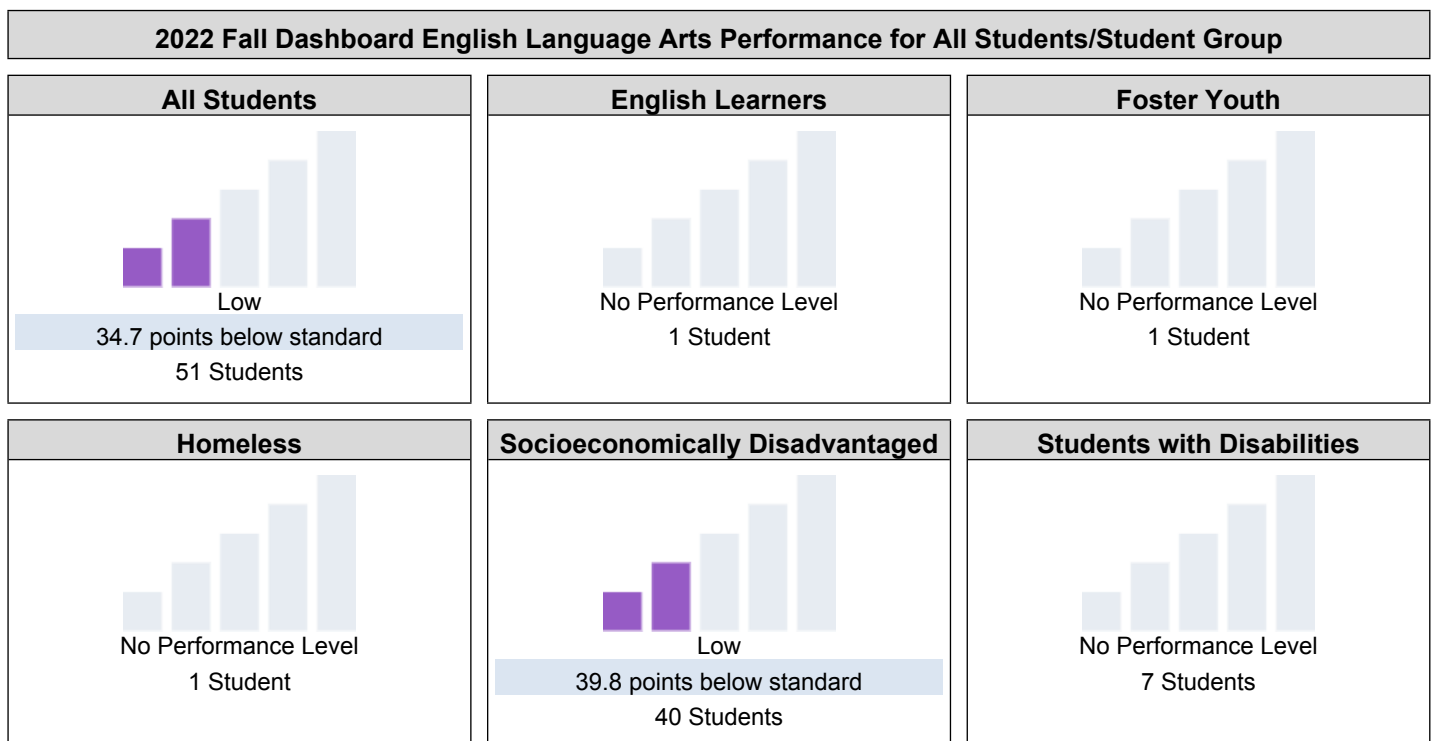 2022 Fall Dashboard English Language Arts Performance for All Students/Student Group
All Students
Low
34.7 points below standard
51 Students
English Learners
No Performance Level
1 Student
Foster Youth
No Performance Level
1 Student
Homeless
No Performance Level
1 Student
Socioeconomically Disadvantaged
Low
39.8 points below standard
40 Students
Students with Disabilities
No Performance Level
7 Students